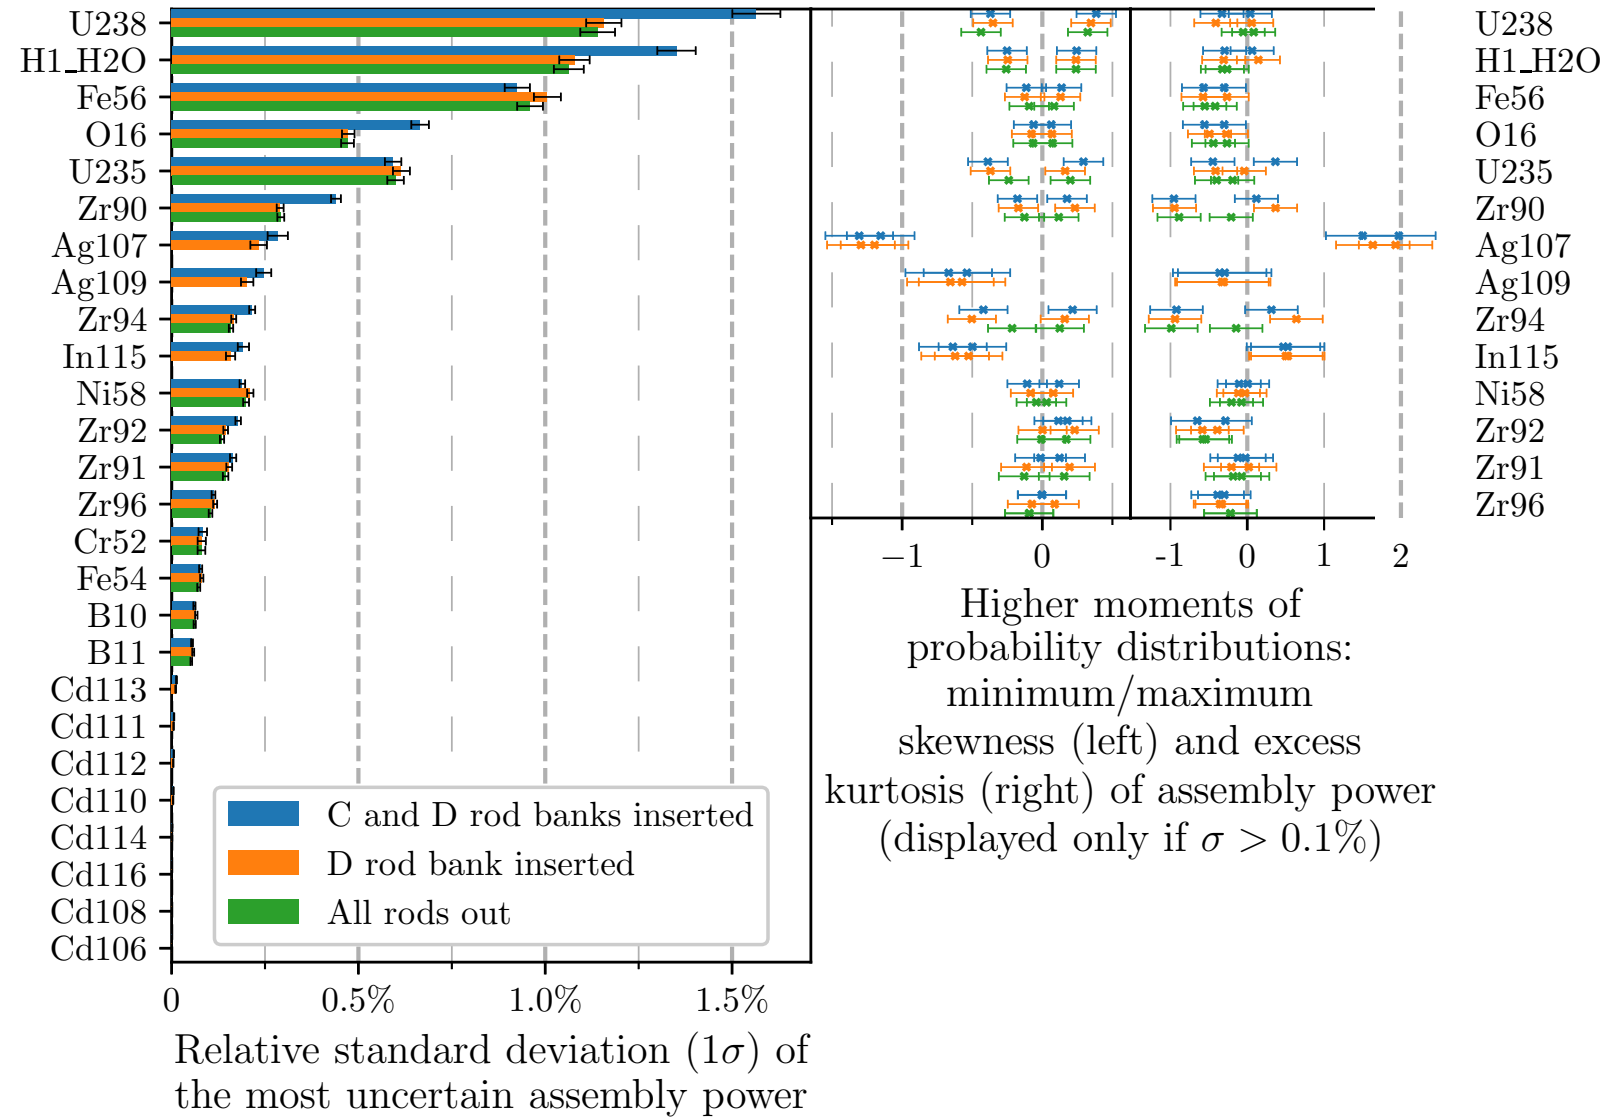 U238
H1_H2O
Fe56
O16
U235
Zr90
Ag107
Ag109
Zr94
In115
Ni58
Zr92
Zr91
Zr96
Cr52
Fe54
B10
B11
Cd113
Cd111
Cd112
Cd110
Cd114
Cd116
Cd108
Cd106
C and D rod banks inserted
D rod bank inserted
All rods out
0 0.5% 1.0% 1.5%
Relative standard deviation (1σ) of
the most uncertain assembly power
−1 0 -1 0 1 2
Higher moments of
probability distributions:
minimum/maximum
skewness (left) and excess
kurtosis (right) of assembly power
(displayed only if σ > 0.1%)
U238
H1_H2O
Fe56
O16
U235
Zr90
Ag107
Ag109
Zr94
In115
Ni58
Zr92
Zr91
Zr96